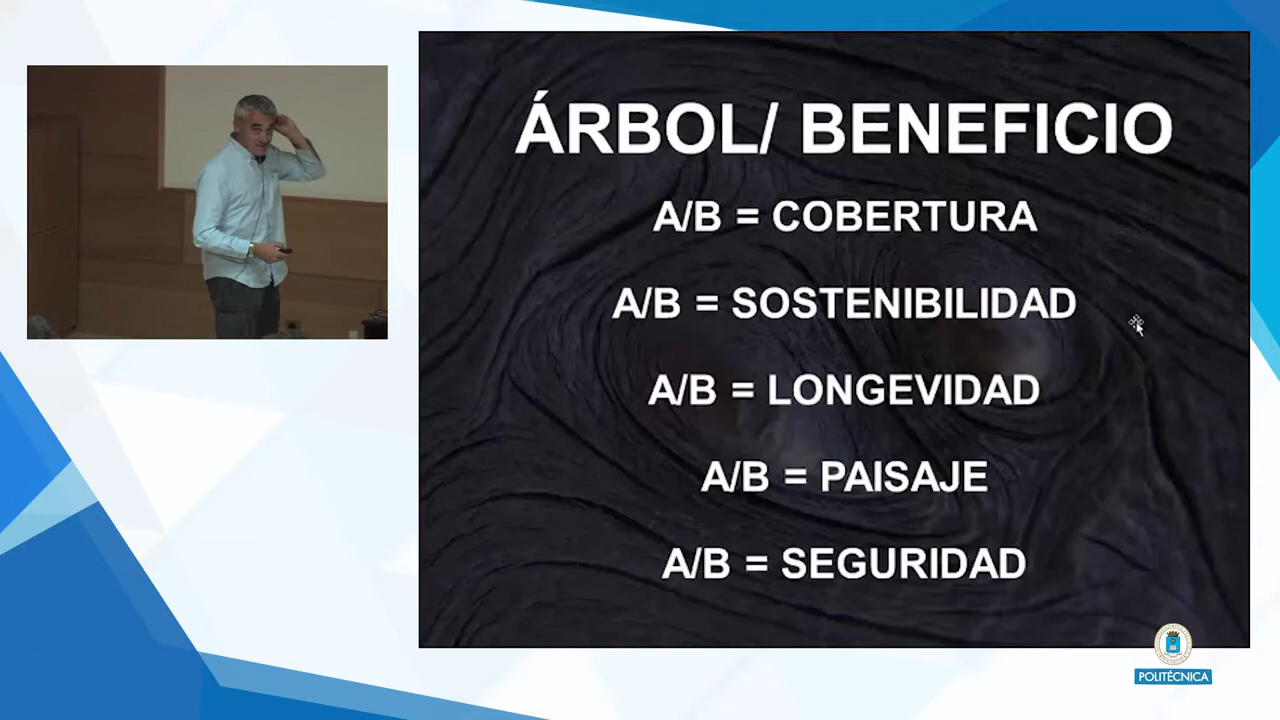 ÁRBOL/ BENEFICIO
A/B = COBERTURA
A/B = SOSTENIBILIDAD
A/B = LONGEVIDAD
A/B = PAISAJE
A/B = SEGURIDAD
POLITÉCNICA